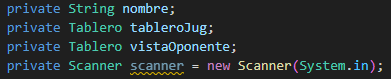 private String nombre;
private Tablero tableroJug;
private Tablero vistaOponente;
private Scanner scanner = new Scanner(System.in);